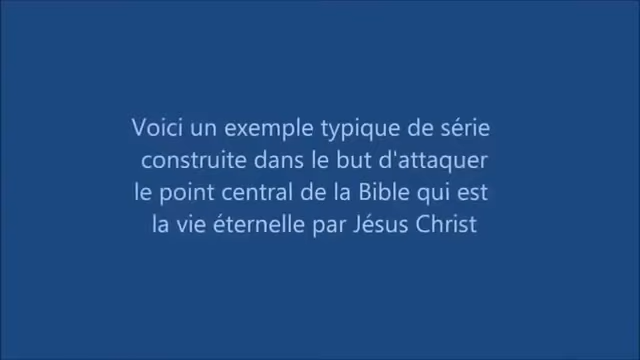 Voici un exemple typique de série
construite dans le but d'attaquer
le point central de la Bible qui est
la vie éternelle par Jésus Christ